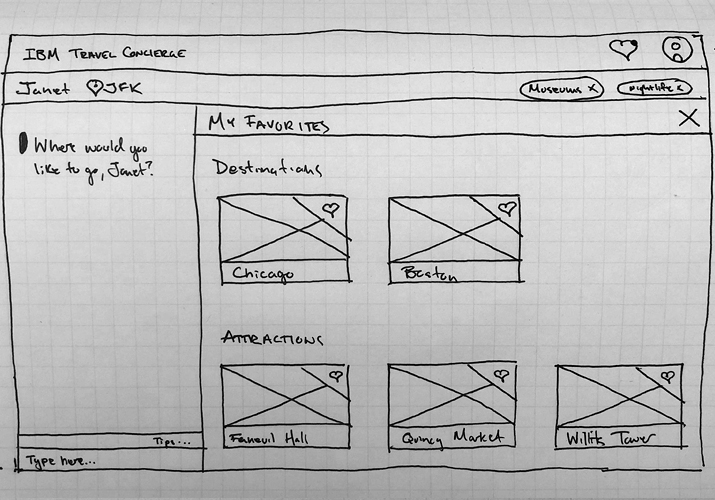 IBM TRAVEL CONCIERGE
Janet JFK
Museums x
nightlife x
MY FAVORITES
X
Where would you
like to go, Janet?
Destinations
Chicago
Boston
ATTRACTIONS
Faneuil Hall
Quincy Market
Willis Tower
Tips...
Type here...